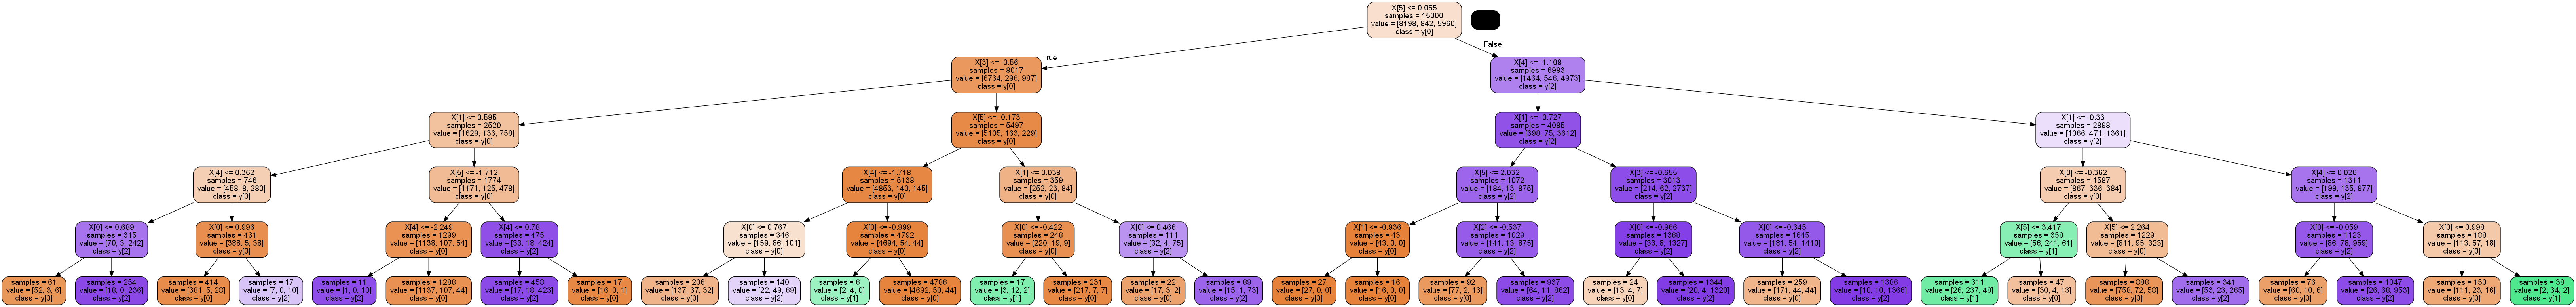 X[5] <= 0.055
samples = 15000
value = [8198, 842, 5960]
class = y[0]
True
False
X[3] <= -0.56
samples = 8017
value = [6734, 296, 987]
class = y[0]
X[4] <= -1.108
samples = 6983
value = [1464, 546, 4973]
class = y[2]
X[1] <= 0.595
samples = 2520
value = [1629, 133, 758]
class = y[0]
X[5] <= -0.173
samples = 5497
value = [5105, 163, 229]
class = y[0]
X[1] <= -0.727
samples = 4085
value = [398, 75, 3612]
class = y[2]
X[1] <= -0.33
samples = 2898
value = [1066, 471, 1361]
class = y[2]
X[4] <= 0.362
samples = 746
value = [458, 8, 280]
class = y[0]
X[5] <= -1.712
samples = 1774
value = [1171, 125, 478]
class = y[0]
X[4] <= -1.718
samples = 5138
value = [4853, 140, 145]
class = y[0]
X[1] <= 0.038
samples = 359
value = [252, 23, 84]
class = y[0]
X[5] <= 2.032
samples = 1072
value = [184, 13, 875]
class = y[2]
X[3] <= -0.655
samples = 3013
value = [214, 62, 2737]
class = y[2]
X[0] <= -0.362
samples = 1587
value = [867, 336, 384]
class = y[0]
X[4] <= 0.026
samples = 1311
value = [199, 135, 977]
class = y[2]
X[0] <= 0.689
samples = 315
value = [70, 3, 242]
class = y[2]
X[0] <= 0.996
samples = 431
value = [388, 5, 38]
class = y[0]
X[4] <= -2.249
samples = 1299
value = [1138, 107, 54]
class = y[0]
X[4] <= 0.78
samples = 475
value = [33, 18, 424]
class = y[2]
X[0] <= 0.767
samples = 346
value = [159, 86, 101]
class = y[0]
X[0] <= -0.999
samples = 4792
value = [4694, 54, 44]
class = y[0]
X[0] <= -0.422
samples = 248
value = [220, 19, 9]
class = y[0]
X[0] <= 0.466
samples = 111
value = [32, 4, 75]
class = y[2]
X[1] <= -0.936
samples = 43
value = [43, 0, 0]
class = y[0]
X[2] <= -0.537
samples = 1029
value = [141, 13, 875]
class = y[2]
X[0] <= -0.966
samples = 1368
value = [33, 8, 1327]
class = y[2]
X[0] <= -0.345
samples = 1645
value = [181, 54, 1410]
class = y[2]
X[5] <= 3.417
samples = 358
value = [56, 241, 61]
class = y[1]
X[5] <= 2.264
samples = 1229
value = [811, 95, 323]
class = y[0]
X[0] <= -0.059
samples = 1123
value = [86, 78, 959]
class = y[2]
X[0] <= 0.998
samples = 188
value = [113, 57, 18]
class = y[0]
samples = 61
value = [52, 3, 6]
class = y[0]
samples = 254
value = [18, 0, 236]
class = y[2]
samples = 414
value = [381, 5, 28]
class = y[0]
samples = 17
value = [7, 0, 10]
class = y[2]
samples = 11
value = [1, 0, 10]
class = y[2]
samples = 1288
value = [1137, 107, 44]
class = y[0]
samples = 458
value = [17, 18, 423]
class = y[2]
samples = 17
value = [16, 0, 1]
class = y[0]
samples = 206
value = [137, 37, 32]
class = y[0]
samples = 140
value = [22, 49, 69]
class = y[2]
samples = 6
value = [2, 4, 0]
class = y[1]
samples = 4786
value = [4692, 50, 44]
class = y[0]
samples = 17
value = [3, 12, 2]
class = y[1]
samples = 231
value = [217, 7, 7]
class = y[0]
samples = 22
value = [17, 3, 2]
class = y[0]
samples = 89
value = [15, 1, 73]
class = y[2]
samples = 27
value = [27, 0, 0]
class = y[0]
samples = 16
value = [16, 0, 0]
class = y[0]
samples = 92
value = [77, 2, 13]
class = y[0]
samples = 937
value = [64, 11, 862]
class = y[2]
samples = 24
value = [13, 4, 7]
class = y[0]
samples = 1344
value = [20, 4, 1320]
class = y[2]
samples = 259
value = [171, 44, 44]
class = y[0]
samples = 1386
value = [10, 10, 1366]
class = y[2]
samples = 311
value = [26, 237, 48]
class = y[1]
samples = 47
value = [30, 4, 13]
class = y[0]
samples = 888
value = [758, 72, 58]
class = y[0]
samples = 341
value = [53, 23, 265]
class = y[2]
samples = 76
value = [60, 10, 6]
class = y[0]
samples = 1047
value = [26, 68, 953]
class = y[2]
samples = 150
value = [111, 23, 16]
class = y[0]
samples = 38
value = [2, 34, 2]
class = y[1]